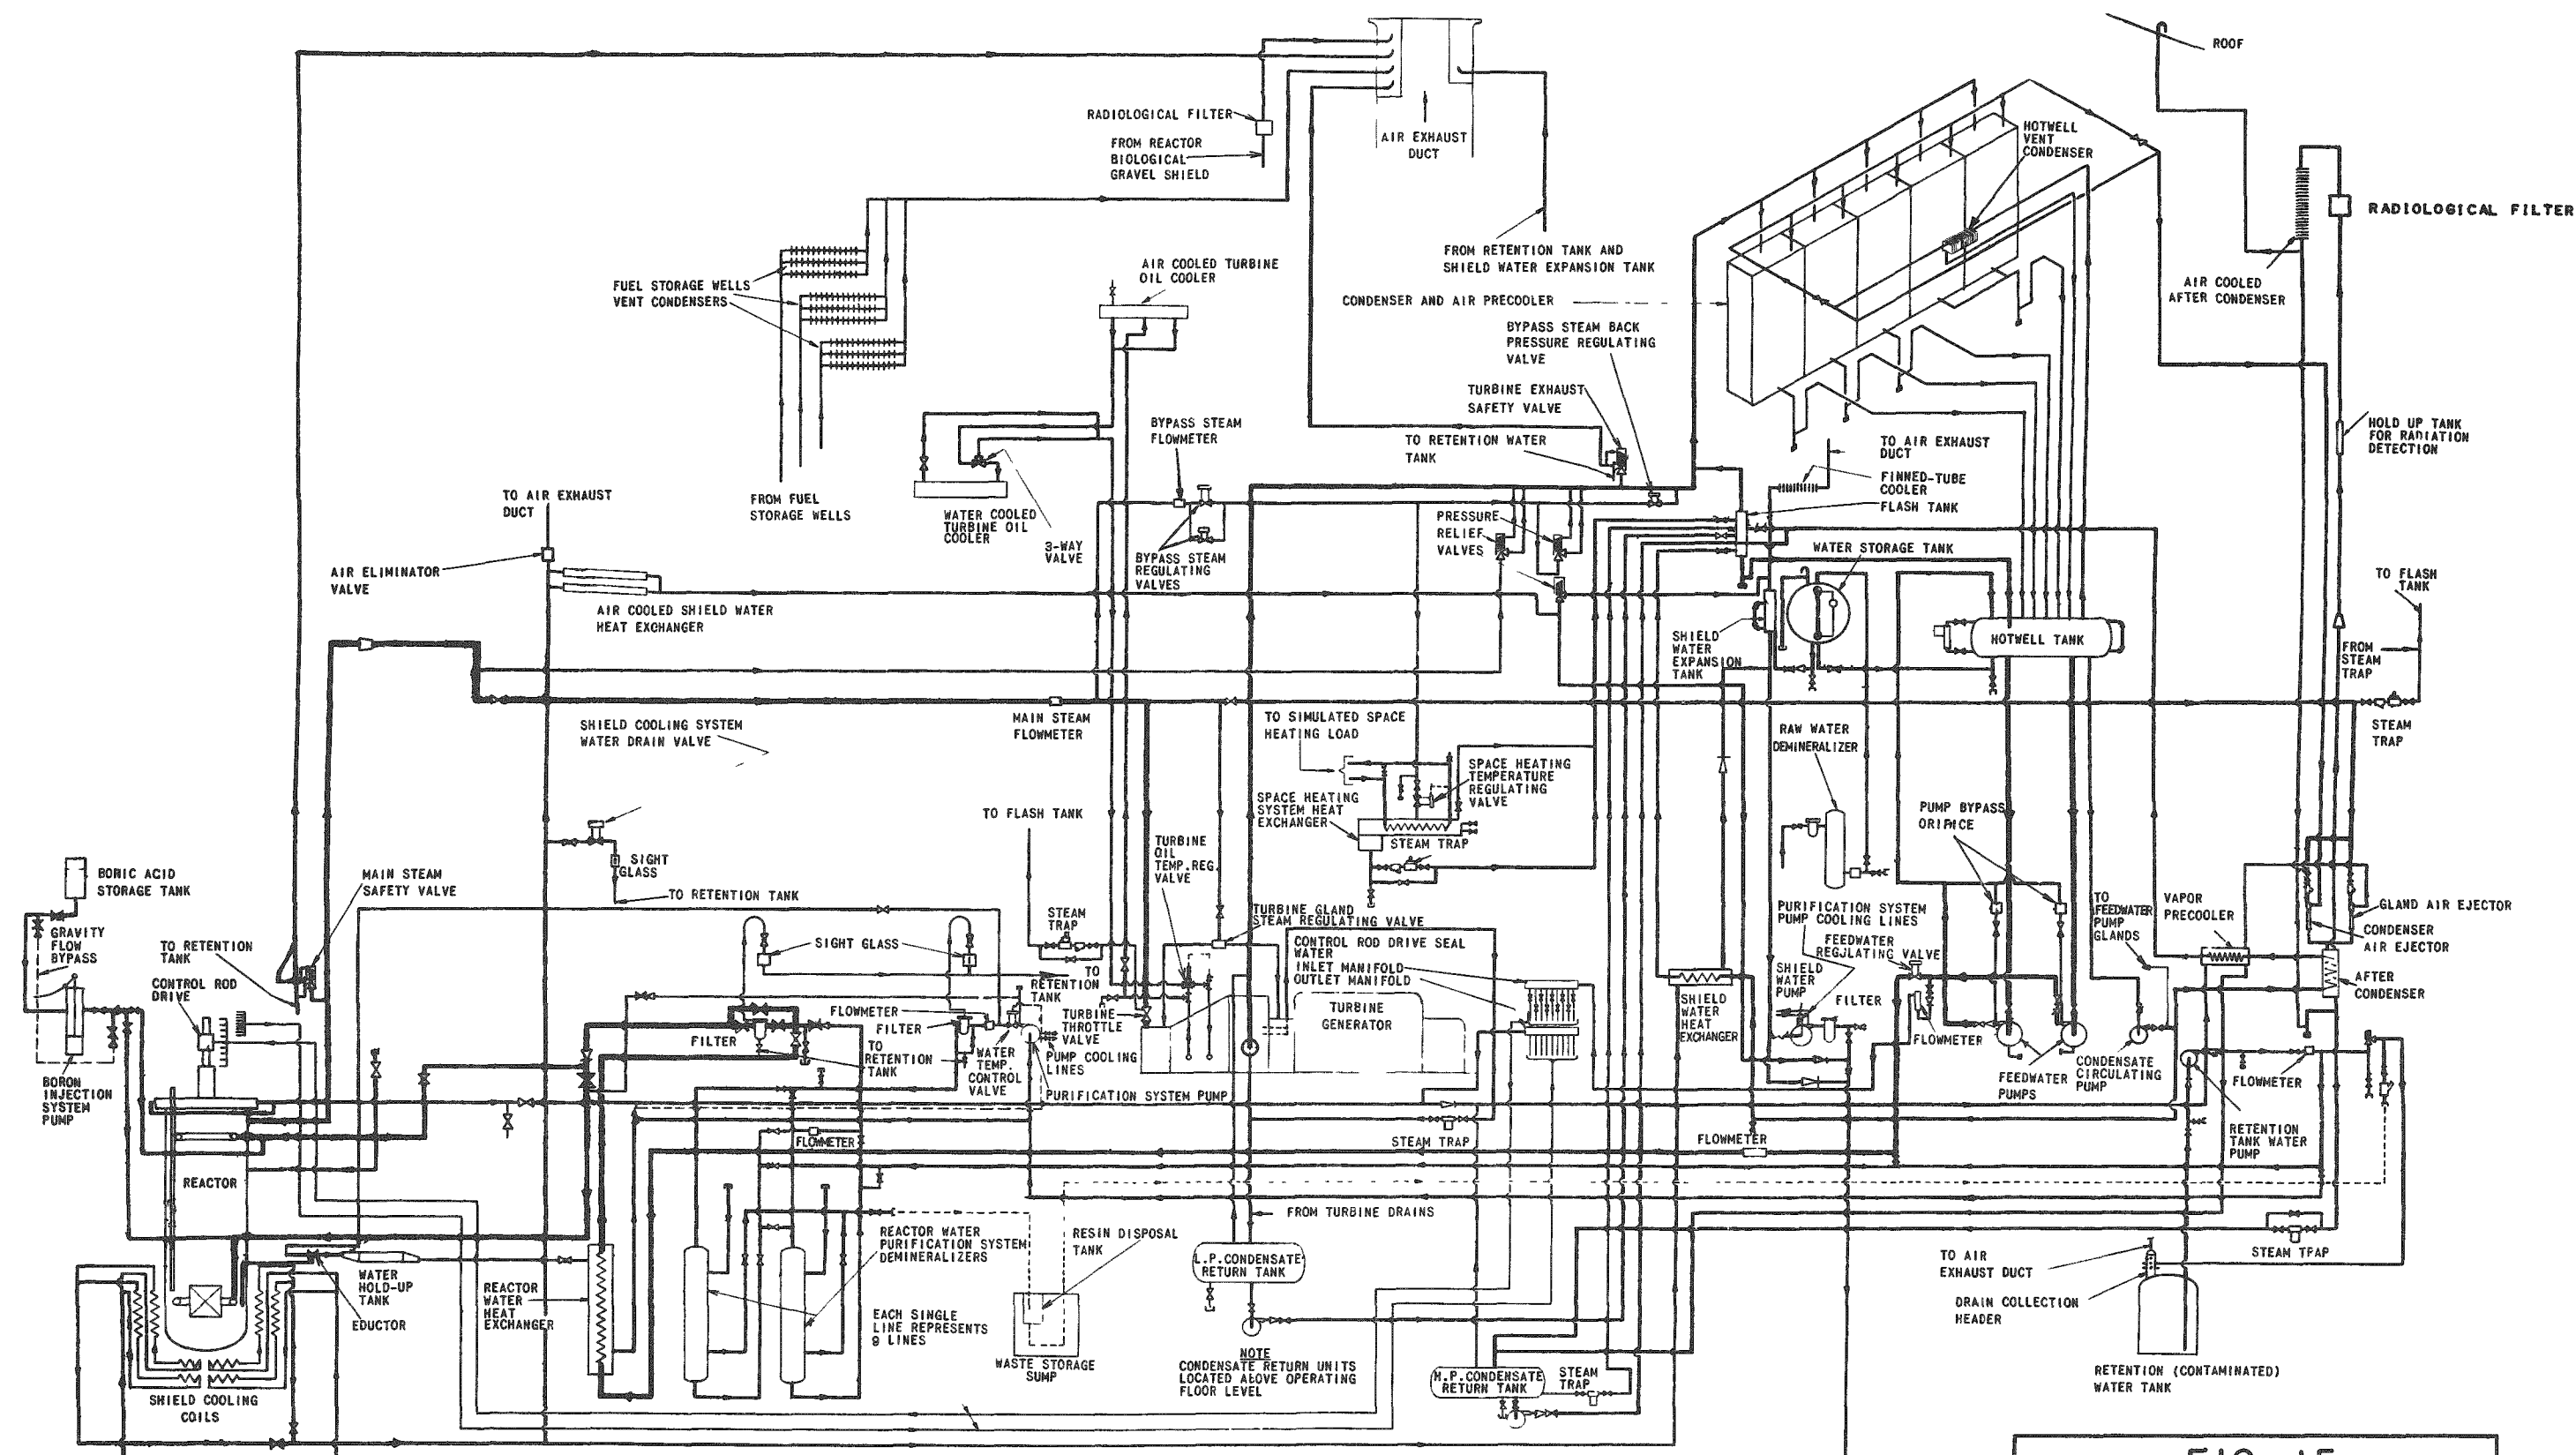 ROOF
RADIOLOGICAL FILTER
FROM REACTOR
BIOLOGICAL
GRAVEL SHIELD
AIR EXHAUST
DUCT
HOTWELL
VENT
CONDENSER
RADIOLOGICAL FILTER
FROM RETENTION TANK AND
SHIELD WATER EXPANSION TANK
AIR COOLED TURBINE
OIL COOLER
FUEL STORAGE WELLS
VENT CONDENSERS
CONDENSER AND AIR PRECOOLER
AIR COOLED
AFTER CONDENSER
BYPASS STEAM BACK
PRESSURE REGULATING
VALVE
TURBINE EXHAUST
SAFETY VALVE
BYPASS STEAM
FLOWMETER
TO RETENTION WATER
TANK
TO AIR EXHAUST
DUCT
HOLD UP TANK
FOR RADIATION
DETECTION
FINNED-TUBE
COOLER
FLASH TANK
TO AIR EXHAUST
DUCT
FROM FUEL
STORAGE WELLS
WATER COOLED
TURBINE OIL
COOLER
3-WAY
VALVE
BYPASS STEAM
REGULATING
VALVES
PRESSURE
RELIEF
VALVES
WATER STORAGE TANK
AIR ELIMINATOR
VALVE
TO FLASH
TANK
AIR COOLED SHIELD WATER
HEAT EXCHANGER
SHIELD
WATER
EXPANSION
TANK
HOTWELL TANK
FROM
STEAM
TRAP
SHIELD COOLING SYSTEM
WATER DRAIN VALVE
MAIN STEAM
FLOWMETER
TO SIMULATED SPACE
HEATING LOAD
RAW WATER
DEMINERALIZER
STEAM
TRAP
SPACE HEATING
TEMPERATURE
REGULATING
VALVE
SPACE HEATING
SYSTEM HEAT
EXCHANGER
STEAM TRAP
PUMP BYPASS
ORIFICE
TO FLASH TANK
TURBINE
OIL
TEMP.REG.
VALVE
SIGHT
GLASS
TO RETENTION TANK
BORIC ACID
STORAGE TANK
MAIN STEAM
SAFETY VALVE
GRAVITY
FLOW
BYPASS
TO RETENTION
TANK
CONTROL ROD
DRIVE
STEAM
TRAP
SIGHT GLASS
TURBINE GLAND
STEAM REGULATING VALVE
CONTROL ROD DRIVE SEAL
WATER
INLET MANIFOLD
OUTLET MANIFOLD
PURIFICATION SYSTEM
PUMP COOLING LINES
FEEDWATER
REGULATING VALVE
SHIELD
WATER
PUMP
FILTER
TO
FEEDWATER
PUMP
GLANDS
VAPOR
PRECOOLER
GLAND AIR EJECTOR
CONDENSER
AIR EJECTOR
AFTER
CONDENSER
TO
RETENTION
TANK
TURBINE
THROTTLE
VALVE
TURBINE
GENERATOR
SHIELD
WATER
HEAT
EXCHANGER
FLOWMETER
FILTER
FILTER
TO
RETENTION
TANK
WATER
TEMP.
CONTROL
VALVE
PUMP COOLING
LINES
PURIFICATION SYSTEM PUMP
FLOWMETER
FEEDWATER
PUMPS
CONDENSATE
CIRCULATING
PUMP
FLOWMETER
BORON
INJECTION
SYSTEM
PUMP
FLOWMETER
STEAM TRAP
FLOWMETER
RETENTION
TANK WATER
PUMP
REACTOR
FROM TURBINE DRAINS
REACTOR WATER
PURIFICATION SYSTEM
DEMINERALIZERS
RESIN DISPOSAL
TANK
L.P.CONDENSATE
RETURN TANK
STEAM TRAP
TO AIR
EXHAUST DUCT
WATER
HOLD-UP
TANK
EDUCTOR
REACTOR
WATER
HEAT
EXCHANGER
EACH SINGLE
LINE REPRESENTS
9 LINES
DRAIN COLLECTION
HEADER
WASTE STORAGE
SUMP
NOTE
CONDENSATE RETURN UNITS
LOCATED ABOVE OPERATING
FLOOR LEVEL
H.P.CONDENSATE
RETURN TANK
STEAM
TRAP
RETENTION (CONTAMINATED)
WATER TANK
SHIELD COOLING
COILS